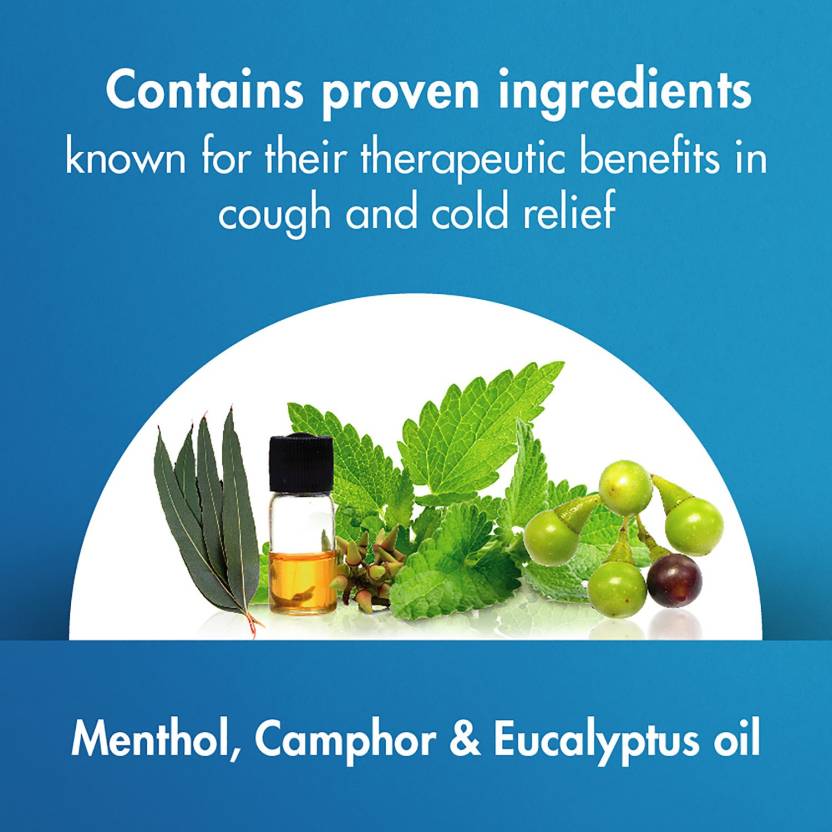 Contains proven ingredients
known for their therapeutic benefits in
cough and cold relief
Menthol, Camphor & Eucalyptus oil